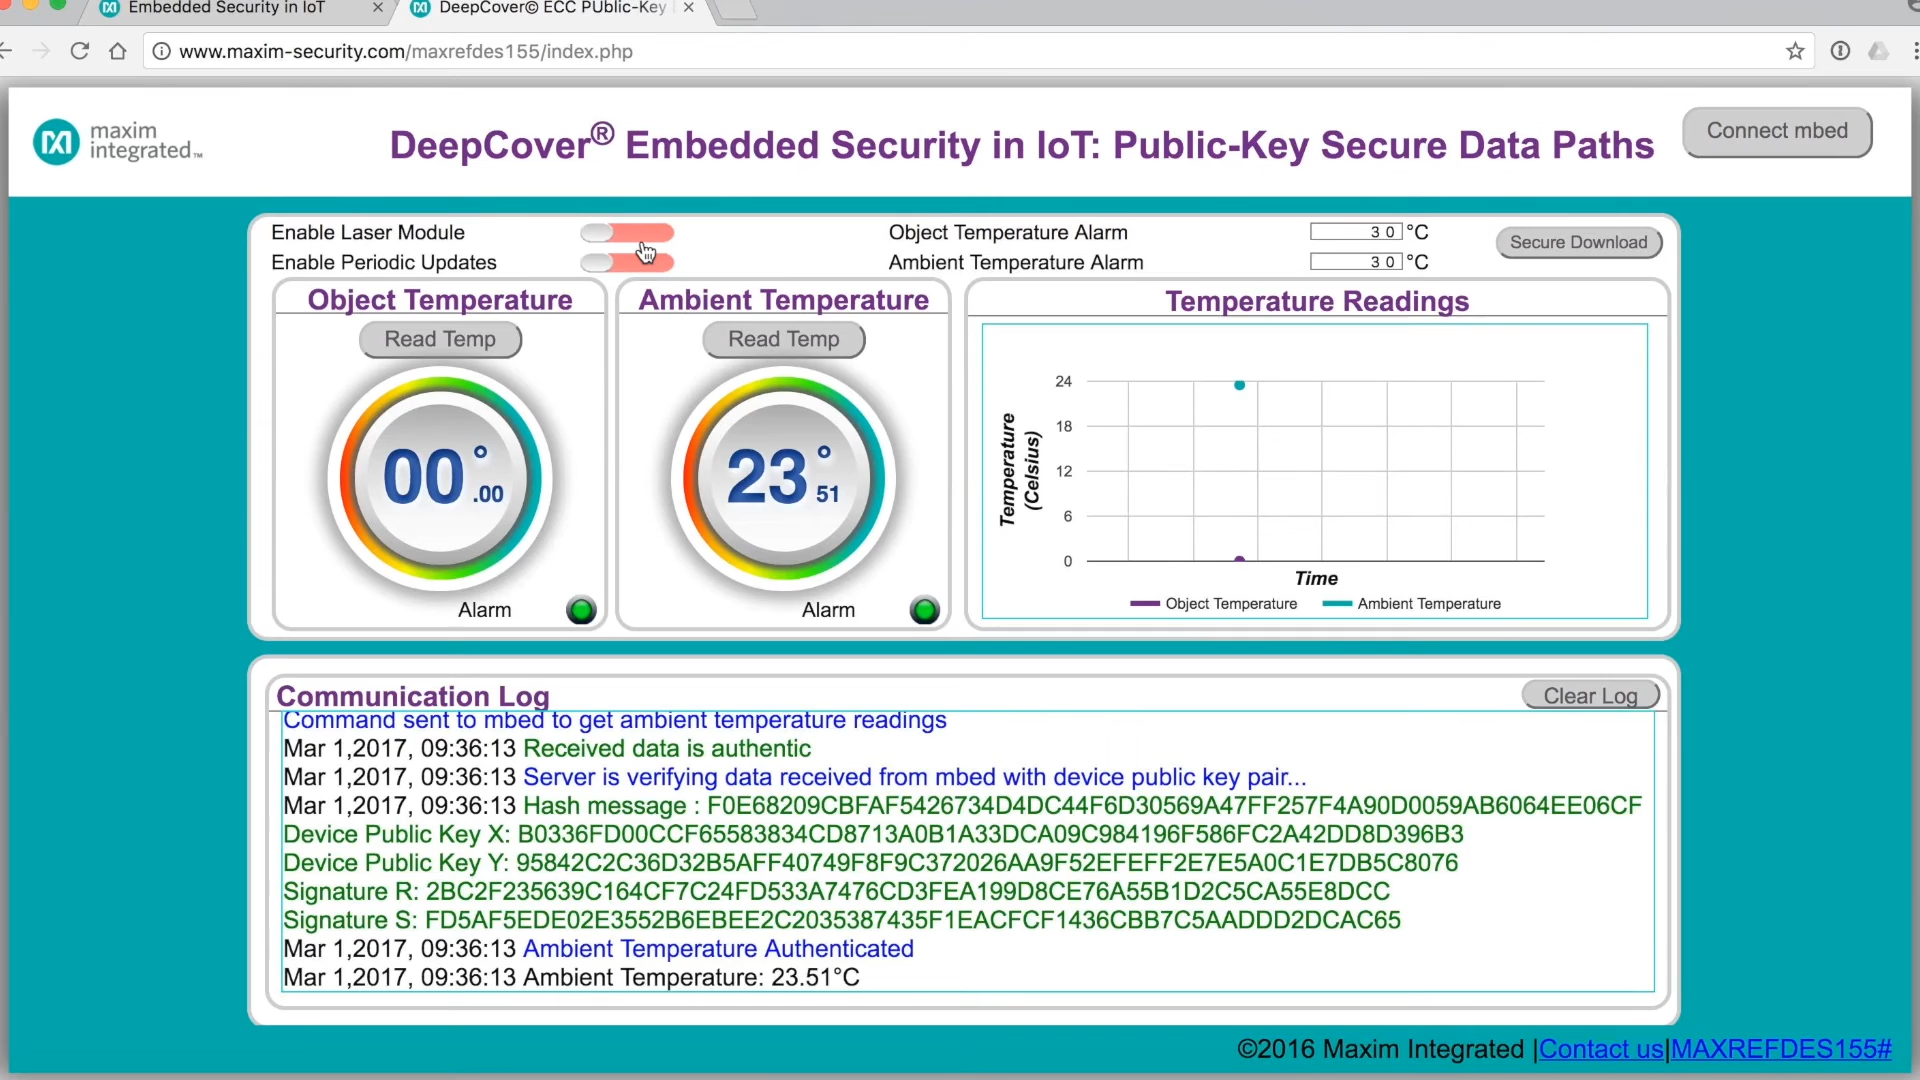 Embedded Security in IoT
DeepCover© ECC PUblic-Key
www.maxim-security.com/maxrefdes155/index.php
maxim
integrated™
DeepCover® Embedded Security in IoT: Public-Key Secure Data Paths
Connect mbed
Enable Laser Module
Object Temperature Alarm
30 °C
Secure Download
Enable Periodic Updates
Ambient Temperature Alarm
30 °C
Object Temperature
Ambient Temperature
Temperature Readings
Read Temp
Read Temp
00°.00
23°51
Alarm
Alarm
24
18
12
6
0
Temperature
(Celsius)
Time
Object Temperature
Ambient Temperature
Communication Log
Clear Log
Command sent to mbed to get ambient temperature readings
Mar 1,2017, 09:36:13 Received data is authentic
Mar 1,2017, 09:36:13 Server is verifying data received from mbed with device public key pair...
Mar 1,2017, 09:36:13 Hash message : F0E68209CBFAF5426734D4DC44F6D30569A47FF257F4A90D0059AB6064EE06CF
Device Public Key X: B0336FD00CCF65583834CD8713A0B1A33DCA09C984196F586FC2A42DD8D396B3
Device Public Key Y: 95842C2C36D32B5AFF40749F8F9C372026AA9F52EFEFF2E7E5A0C1E7DB5C8076
Signature R: 2BC2F235639C164CF7C24FD533A7476CD3FEA199D8CE76A55B1D2C5CA55E8DCC
Signature S: FD5AF5EDE02E3552B6EBEE2C2035387435F1EACFCF1436CBB7C5AADDD2DCAC65
Mar 1,2017, 09:36:13 Ambient Temperature Authenticated
Mar 1,2017, 09:36:13 Ambient Temperature: 23.51°C
©2016 Maxim Integrated |Contact us|MAXREFDES155#